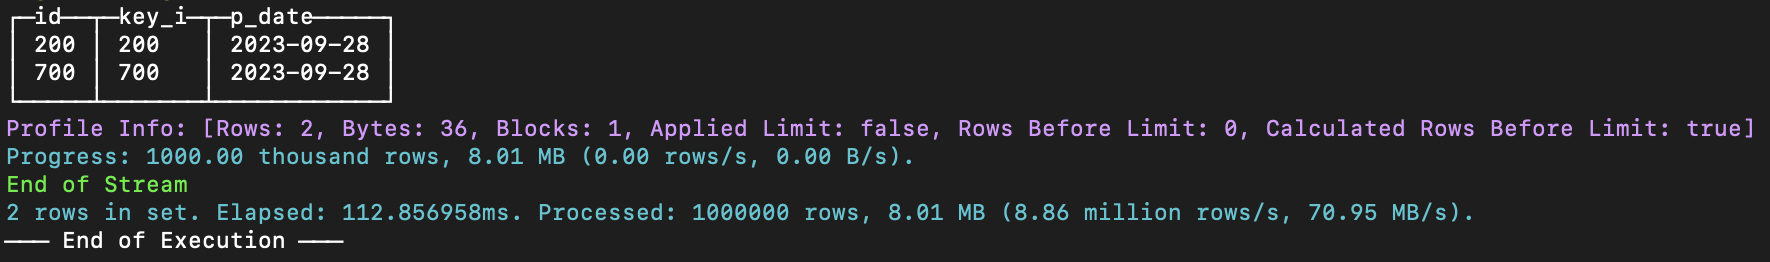 id key_i p_date
200 200 2023-09-28
700 700 2023-09-28
Profile Info: [Rows: 2, Bytes: 36, Blocks: 1, Applied Limit: false, Rows Before Limit: 0, Calculated Rows Before Limit: true]
Progress: 1000.00 thousand rows, 8.01 MB (0.00 rows/s, 0.00 B/s).
End of Stream
2 rows in set. Elapsed: 112.856958ms. Processed: 1000000 rows, 8.01 MB (8.86 million rows/s, 70.95 MB/s).
─── End of Execution ───